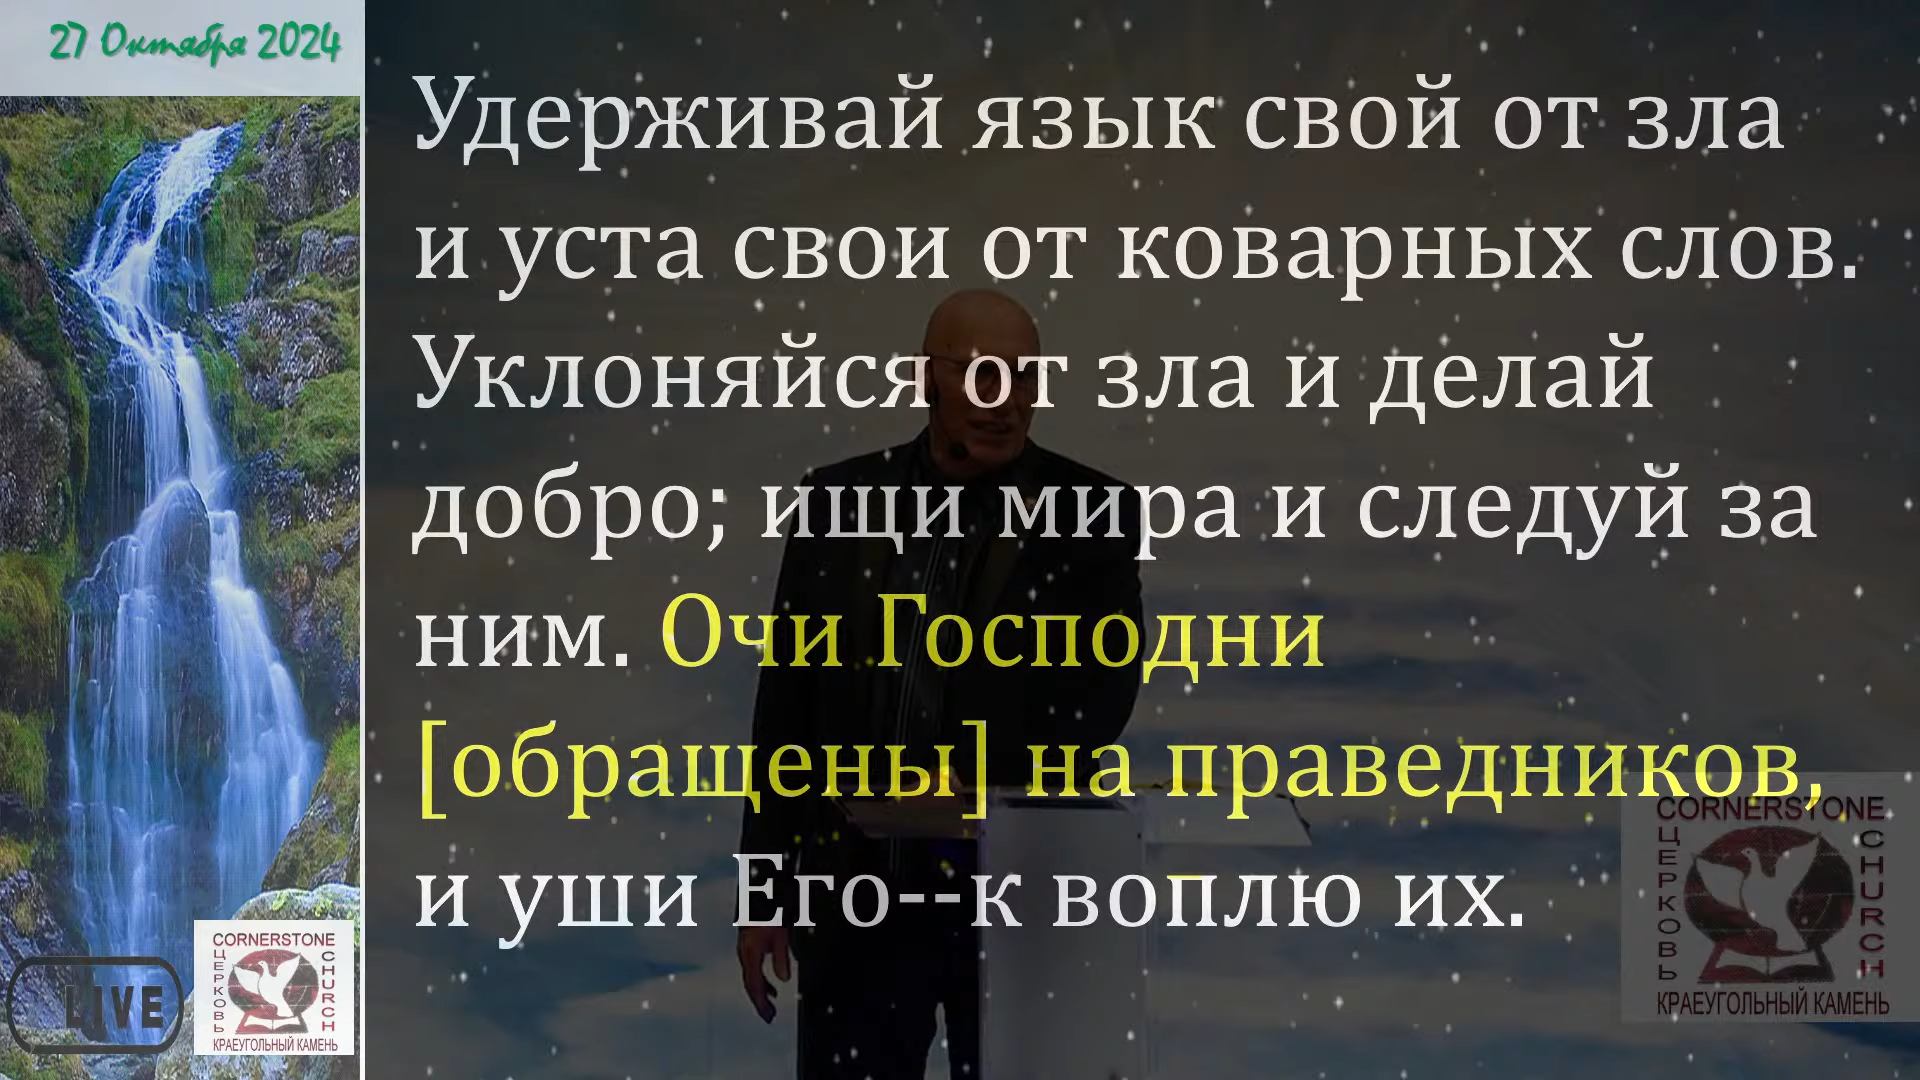 27 Октября 2024
Удерживай язык свой от зла
и уста свои от коварных слов.
Уклоняйся от зла и делай
добро; ищи мира и следуй за
ним. Очи Господни
[обращены] на праведников,
и уши Его--к воплю их.
LIVE
CORNERSTONE
ЦЕРКОВЬ
CHURCH
КРАЕУГОЛЬНЫЙ КАМЕНЬ
CORNERSTONE
ЦЕРКОВЬ
CHURCH
КРАЕУГОЛЬНЫЙ КАМЕНЬ